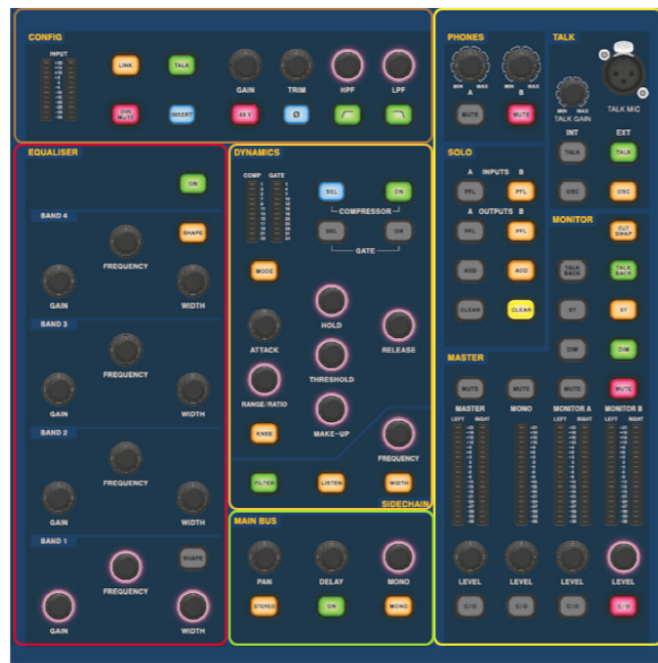 CONFIG
INPUT
LINK
TALK
DIR MUTE
INSERT
GAIN
TRIM
HPF
LPF
48 V
Ø
EQUALISER
ON
BAND 4
SHAPE
FREQUENCY
GAIN
WIDTH
BAND 3
FREQUENCY
GAIN
WIDTH
BAND 2
FREQUENCY
GAIN
WIDTH
BAND 1
SHAPE
FREQUENCY
GAIN
WIDTH
DYNAMICS
COMP GATE
SEL
ON
COMPRESSOR
SEL
ON
GATE
MODE
HOLD
ATTACK
RELEASE
THRESHOLD
RANGE/RATIO
MAKE-UP
KNEE
FREQUENCY
FILTER
LISTEN
WIDTH
SIDECHAIN
MAIN BUS
PAN
DELAY
MONO
STEREO
ON
MONO
PHONES
MIN MAX
MIN MAX
A
B
MUTE
MUTE
TALK
MIN MAX
TALK GAIN
TALK MIC
INT
EXT
TALK
TALK
OSC
OSC
SOLO
A INPUTS B
PFL
PFL
A OUTPUTS B
PFL
PFL
ADD
ADD
CLEAR
CLEAR
MONITOR
CUT SWAP
TALK BACK
TALK BACK
ST
ST
DIM
DIM
MASTER
MUTE
MUTE
MUTE
MUTE
MASTER
MONO
MONITOR A
MONITOR B
LEFT RIGHT
LEFT RIGHT
LEFT RIGHT
LEVEL
LEVEL
LEVEL
LEVEL
C/O
C/O
C/O
C/O